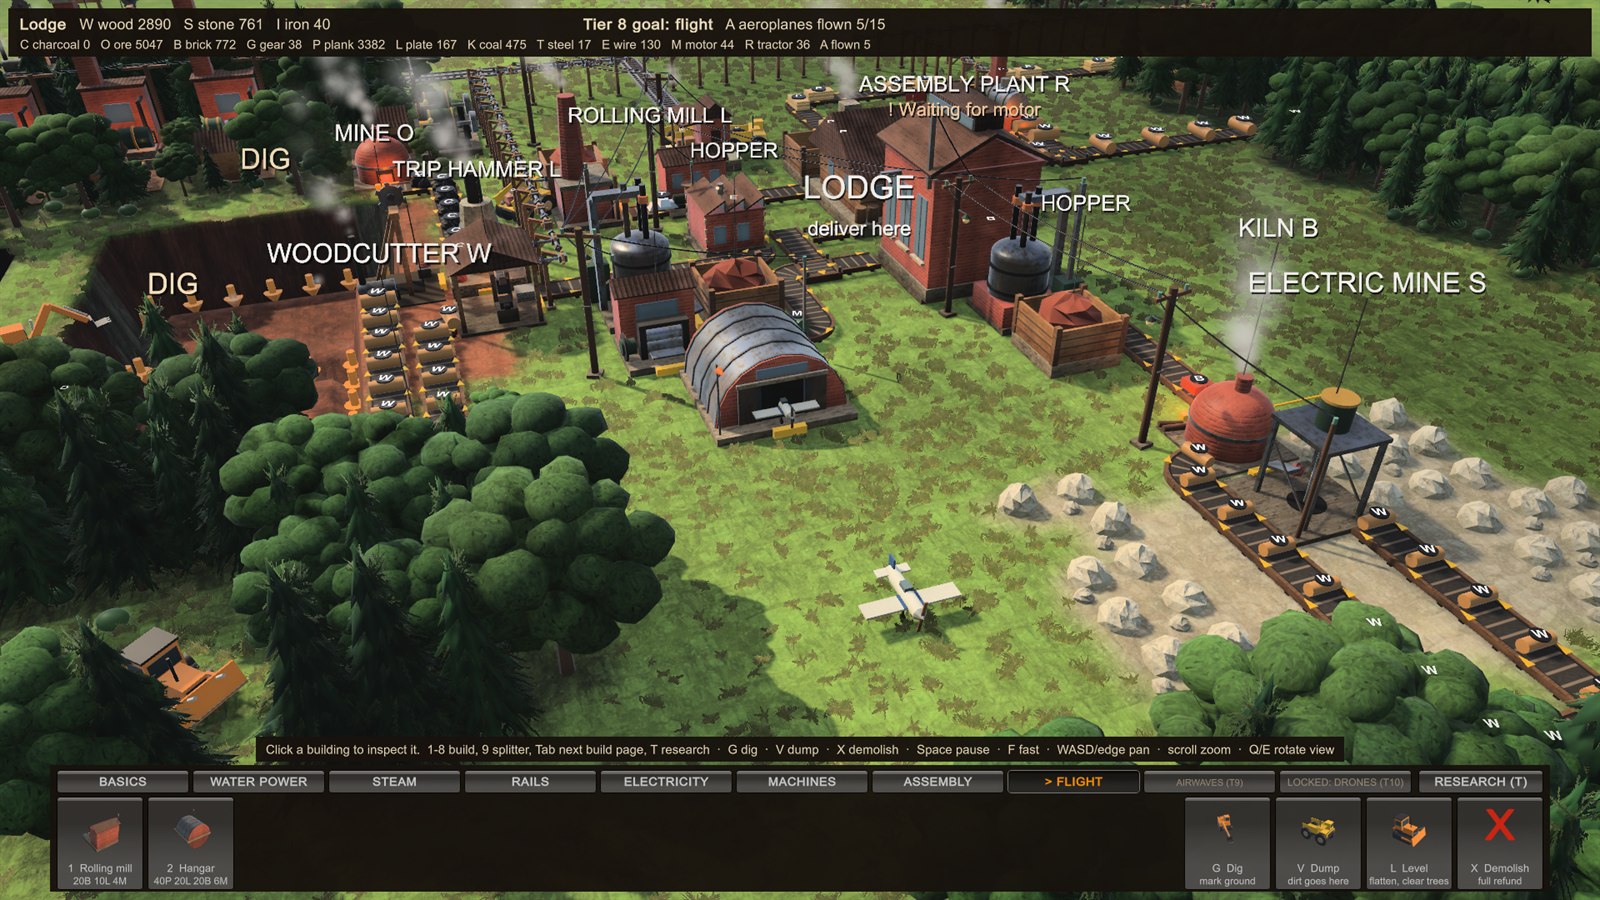 Lodge W wood 2890 S stone 761 I iron 40
Tier 8 goal: flight A aeroplanes flown 5/15
C charcoal 0 O ore 5047 B brick 772 G gear 38 P plank 3382 L plate 167 K coal 475 T steel 17 E wire 130 M motor 44 R tractor 36 A flown 5
ASSEMBLY PLANT R
! Waiting for motor
ROLLING MILL L
MINE O
HOPPER
DIG
TRIP HAMMER L
LODGE
deliver here
HOPPER
KILN B
WOODCUTTER W
DIG
ELECTRIC MINE S
Click a building to inspect it. 1-8 build, 9 splitter, Tab next build page, T research · G dig · V dump · X demolish · Space pause · F fast · WASD/edge pan · scroll zoom · Q/E rotate view
BASICS
WATER POWER
STEAM
RAILS
ELECTRICITY
MACHINES
ASSEMBLY
> FLIGHT
AIRWAYS (T9)
LOCKED: DRONES (T10)
RESEARCH (T)
1 Rolling mill
20B 10L 4M
2 Hangar
40P 20L 20B 6M
G Dig
mark ground
V Dump
dirt goes here
L Level
flatten, clear trees
X Demolish
full refund